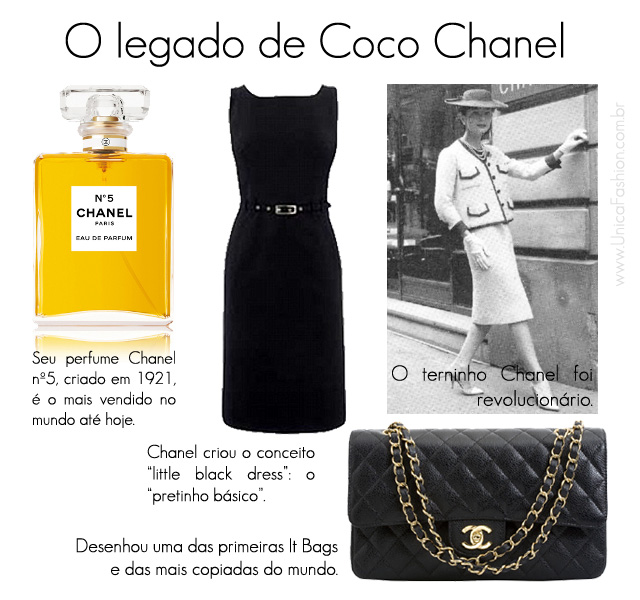 O legado de Coco Chanel
Nº5
CHANEL
PARIS
EAU DE PARFUM
CHAN
www.UnicaFashion.com.br
Seu perfume Chanel
nº5, criado em 1921,
é o mais vendido no
mundo até hoje.
O terninho Chanel foi
revolucionário.
Chanel criou o conceito
“little black dress”: o
“pretinho básico”.
Desenhou uma das primeiras It Bags
e das mais copiadas do mundo.